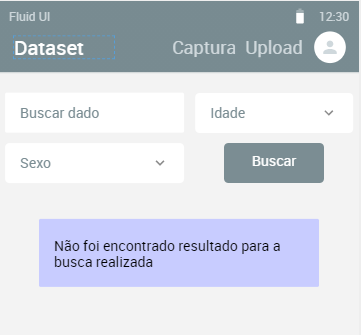 Fluid UI 12:30
Dataset Captura Upload
Buscar dado Idade
Sexo Buscar
Não foi encontrado resultado para a
busca realizada